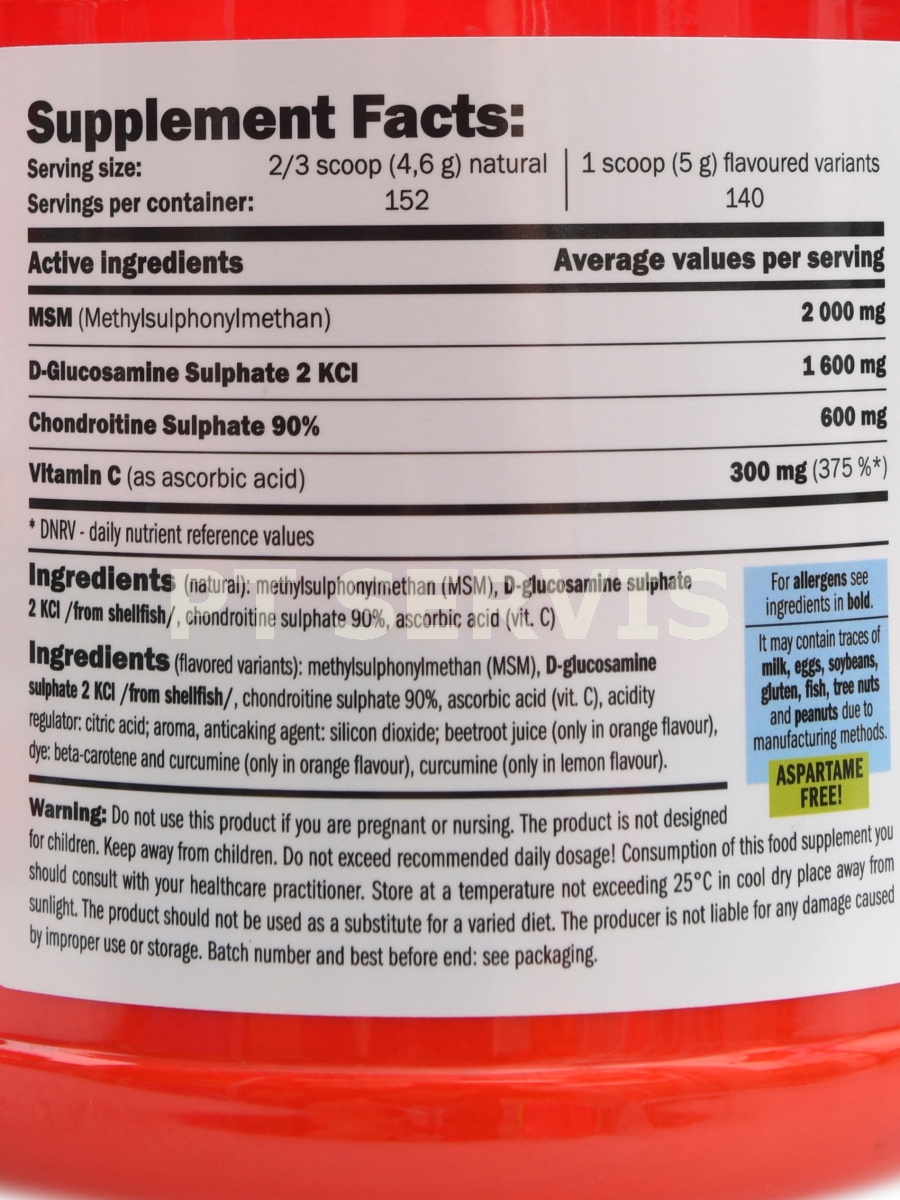 Supplement Facts:
Serving size: 2/3 scoop (4,6 g) natural 1 scoop (5 g) flavoured variants
Servings per container: 152 140
Active ingredients Average values per serving
MSM (Methylsulphonylmethan) 2 000 mg
D-Glucosamine Sulphate 2 KCl 1 600 mg
Chondroitine Sulphate 90% 600 mg
Vitamin C (as ascorbic acid) 300 mg (375 %*)
* DNRV - daily nutrient reference values
Ingredients (natural): methylsulphonylmethan (MSM), D-glucosamine sulphate
2 KCl /from shellfish/, chondroitine sulphate 90%, ascorbic acid (vit. C)
PT SERVIS
Ingredients (flavored variants): methylsulphonylmethan (MSM), D-glucosamine
sulphate 2 KCl /from shellfish/, chondroitine sulphate 90%, ascorbic acid (vit. C), acidity
regulator: citric acid; aroma, anticaking agent: silicon dioxide; beetroot juice (only in orange flavour),
dye: beta-carotene and curcumine (only in orange flavour), curcumine (only in lemon flavour).
For allergens see
ingredients in bold.
It may contain traces of
milk, eggs, soybeans,
gluten, fish, tree nuts
and peanuts due to
manufacturing methods.
ASPARTAME
FREE!
Warning: Do not use this product if you are pregnant or nursing. The product is not designed
for children. Keep away from children. Do not exceed recommended daily dosage! Consumption of this food supplement you
should consult with your healthcare practitioner. Store at a temperature not exceeding 25°C in cool dry place away from
sunlight. The product should not be used as a substitute for a varied diet. The producer is not liable for any damage caused
by improper use or storage. Batch number and best before end: see packaging.